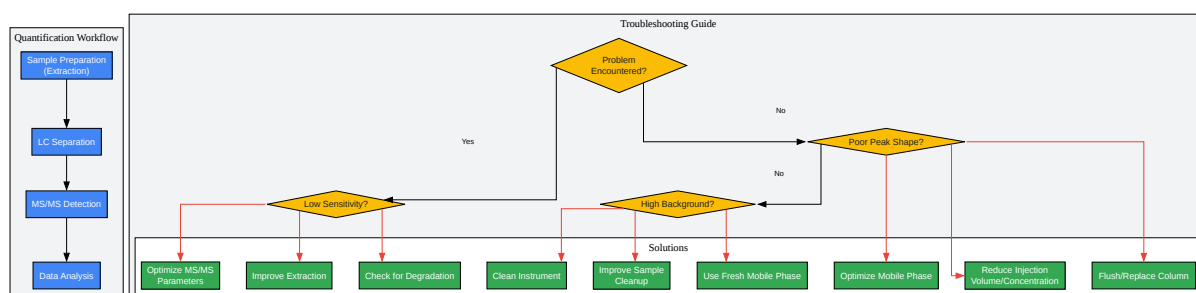 Quantification Workflow
Sample Preparation
(Extraction)
LC Separation
MS/MS Detection
Data Analysis
Troubleshooting Guide
Problem
Encountered?
No
Yes
Poor Peak Shape?
No
Low Sensitivity?
High Background?
Solutions
Optimize MS/MS
Parameters
Improve Extraction
Check for Degradation
Clean Instrument
Improve Sample
Cleanup
Use Fresh Mobile Phase
Optimize Mobile Phase
Reduce Injection
Volume/Concentration
Flush/Replace Column